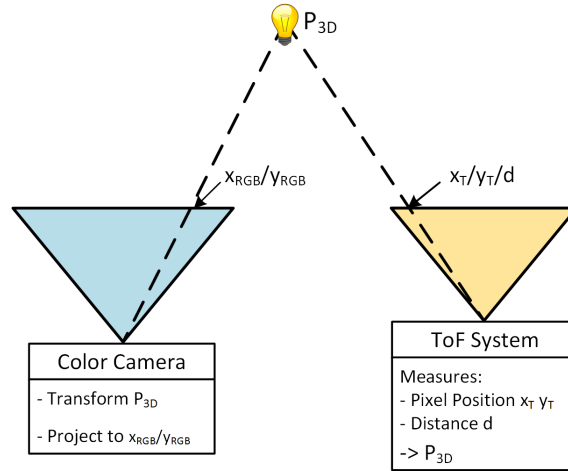 P3D
xRGB/yRGB
xT/yT/d
Color Camera
- Transform P3D
- Project to xRGB/yRGB
ToF System
Measures:
- Pixel Position xT yT
- Distance d
-> P3D